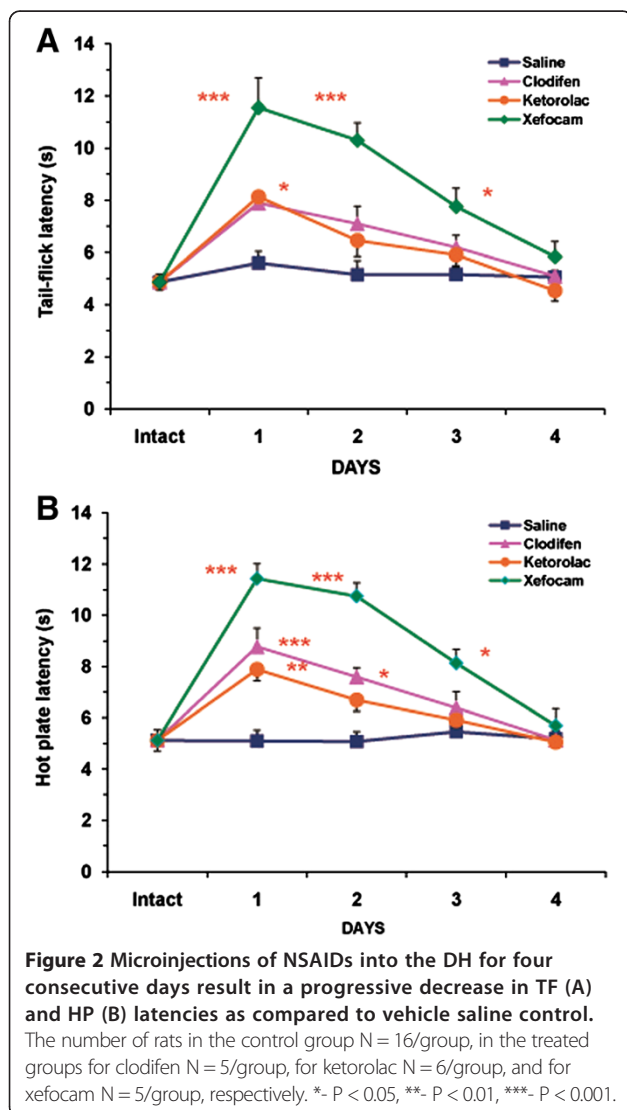 A
14
12
10
8
6
4
2
0
Tail-flick latency (s)
Saline
Clodifen
Ketorolac
Xefocam
***
***
*
*
Intact 1 2 3 4
DAYS
B
14
12
10
8
6
4
2
0
Hot plate latency (s)
Saline
Clodifen
Ketorolac
Xefocam
***
***
***
**
*
*
Intact 1 2 3 4
DAYS
Figure 2 Microinjections of NSAIDs into the DH for four
consecutive days result in a progressive decrease in TF (A)
and HP (B) latencies as compared to vehicle saline control.
The number of rats in the control group N = 16/group, in the treated
groups for clodifen N = 5/group, for ketorolac N = 6/group, and for
xefocam N = 5/group, respectively. *- P < 0.05, **- P < 0.01, ***- P < 0.001.